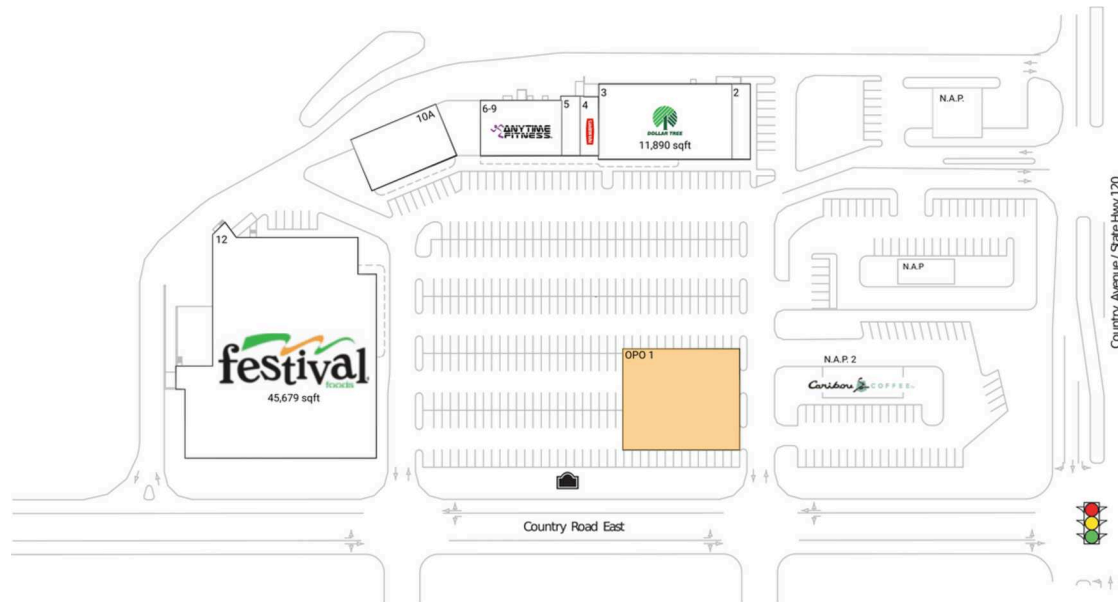 N.A.P.
3
2
6-9
5
4
10A
ANYTIME
FITNESS
DOLLAR TREE
11,890 sqft
12
N.A.P
Country Avenue / State Hwy 120
festival
foods
45,679 sqft
OPO 1
N.A.P. 2
Caribou COFFEE
Country Road East